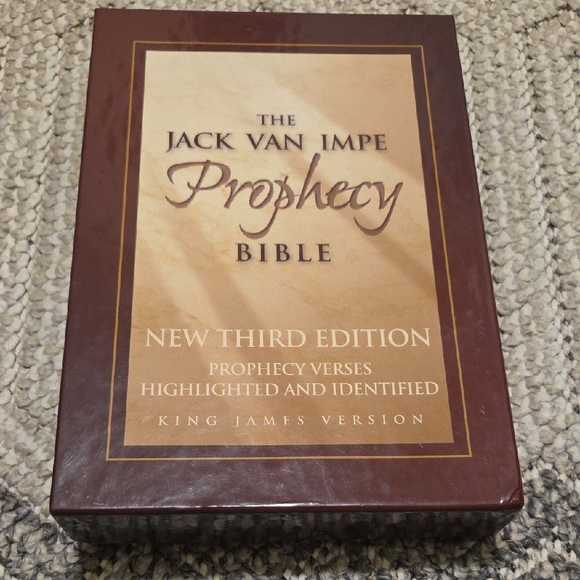 THE
JACK VAN IMPE
Prophecy
BIBLE
NEW THIRD EDITION
PROPHECY VERSES
HIGHLIGHTED AND IDENTIFIED
KING JAMES VERSION